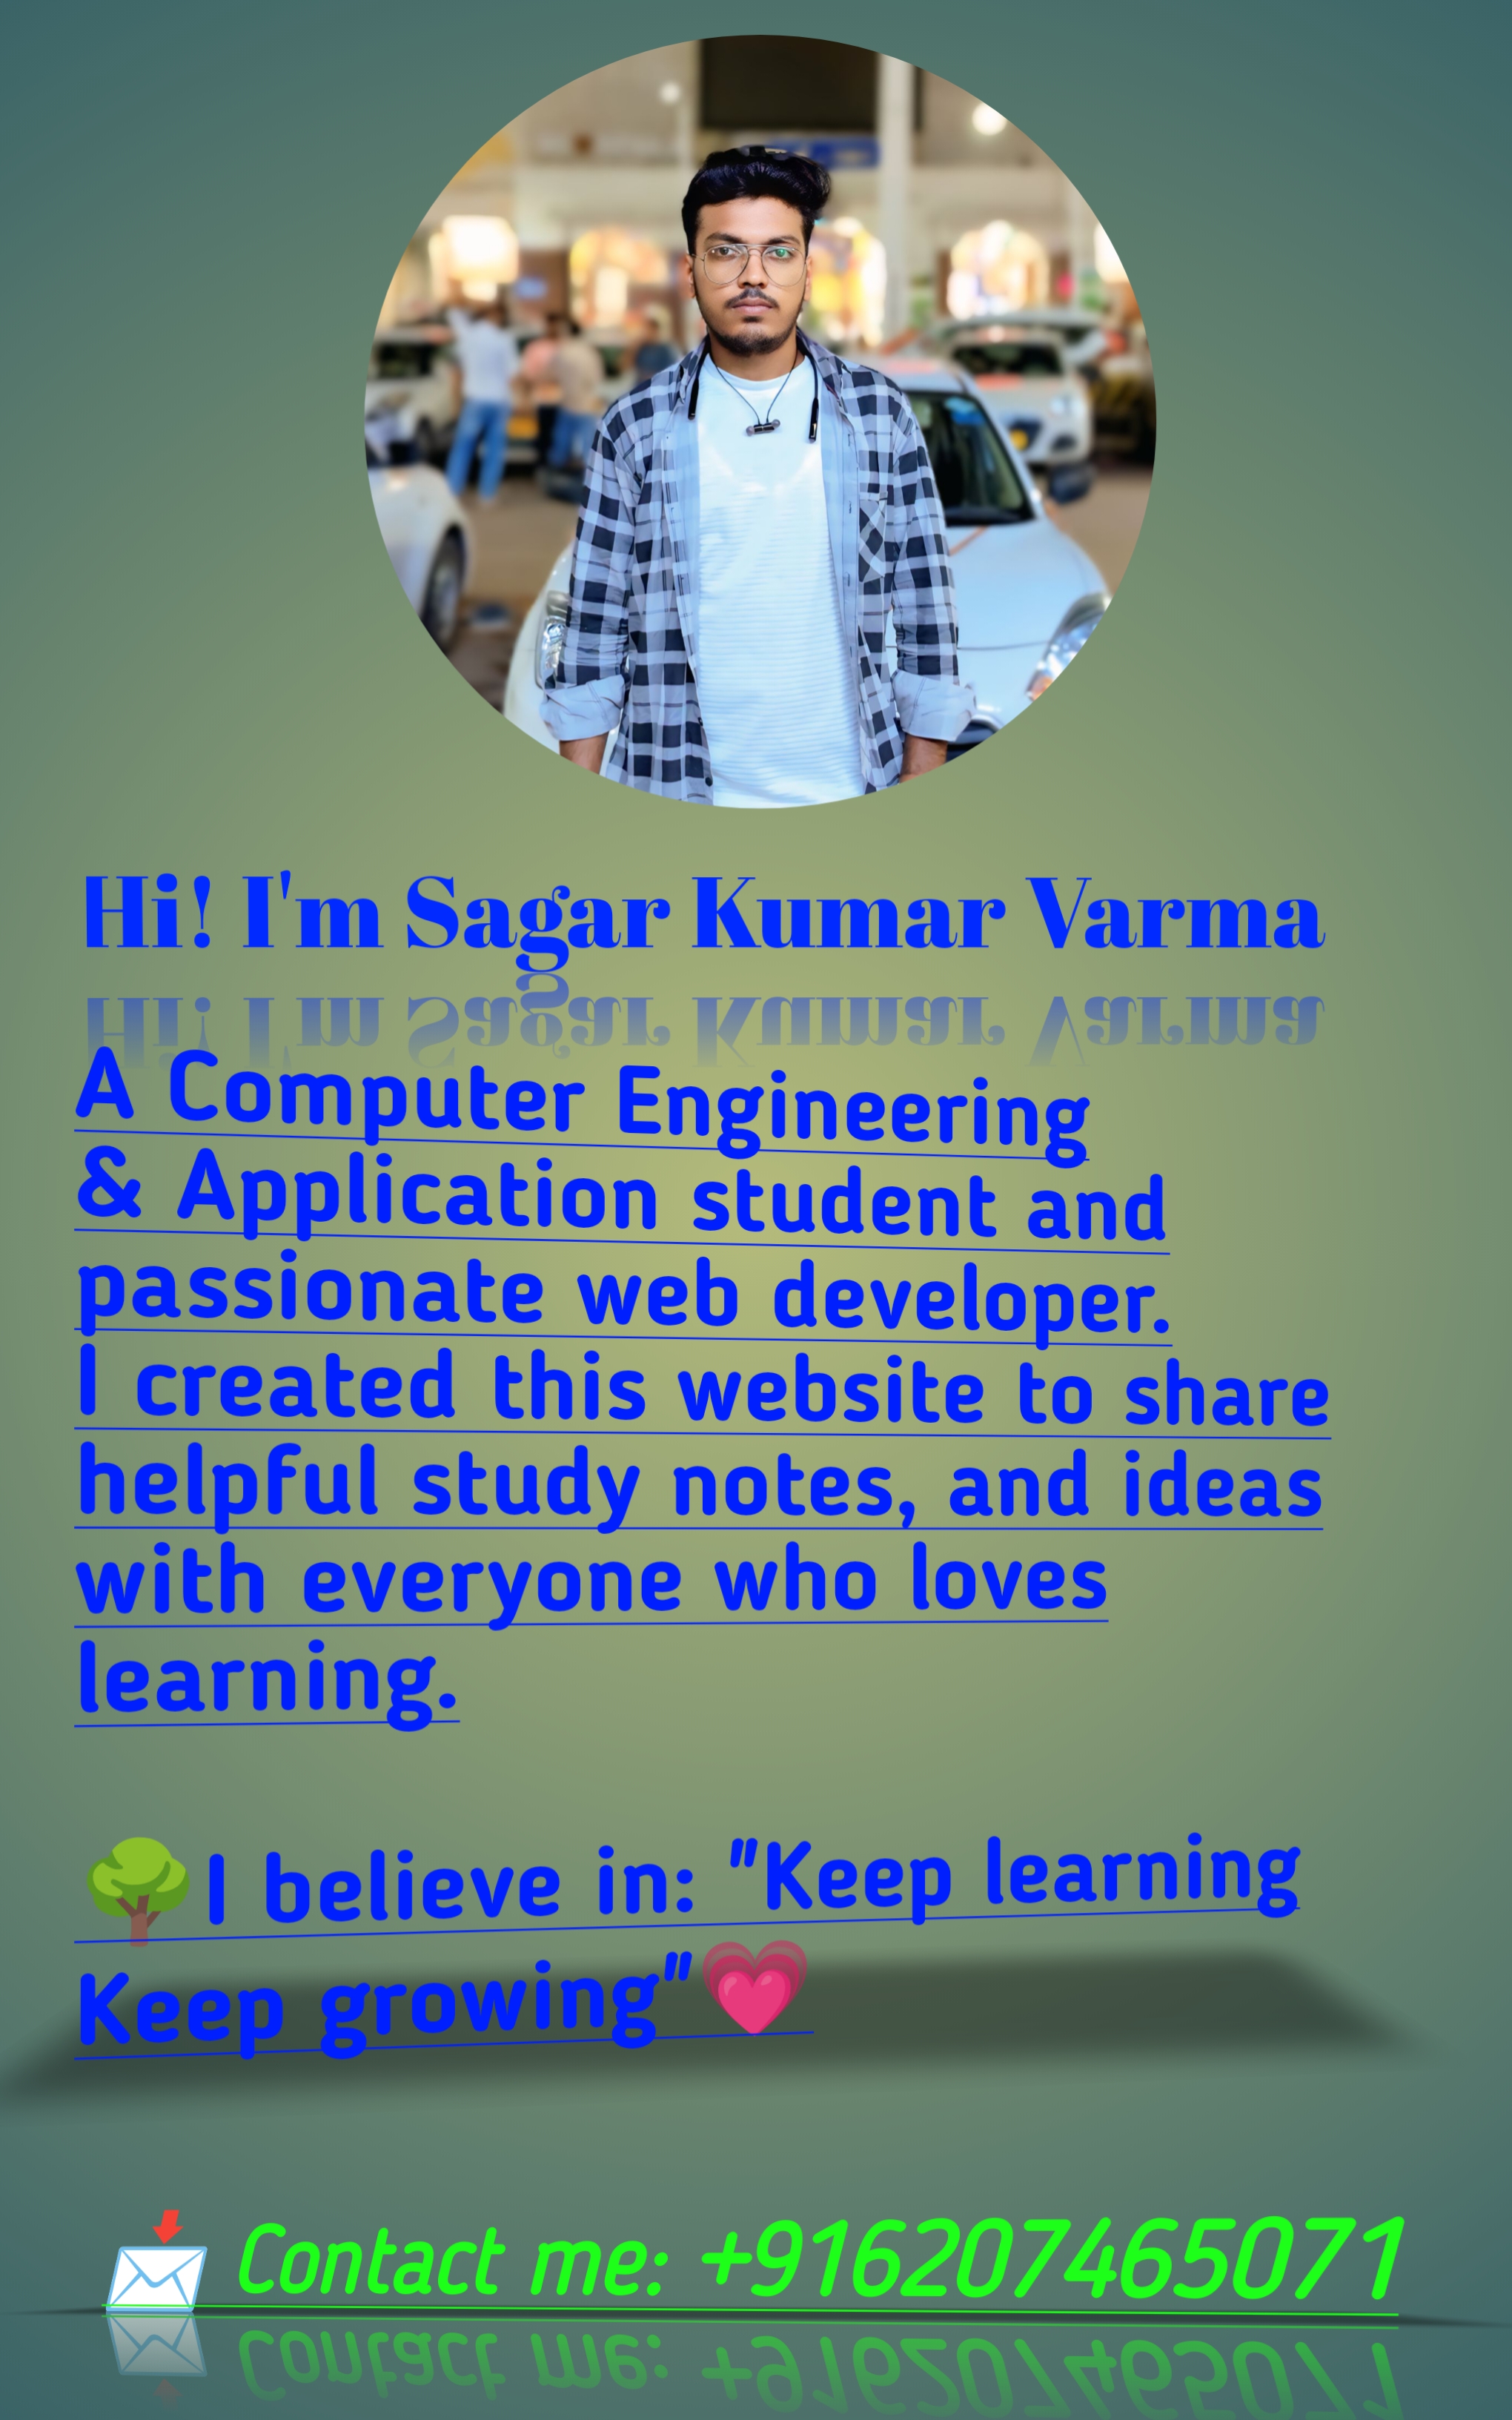 Hi! I'm Sagar Kumar Varma
A Computer Engineering
& Application student and
passionate web developer.
I created this website to share
helpful study notes, and ideas
with everyone who loves
learning.
🌳I believe in: "Keep learning
Keep growing"💗
📩 Contact me: +916207465071